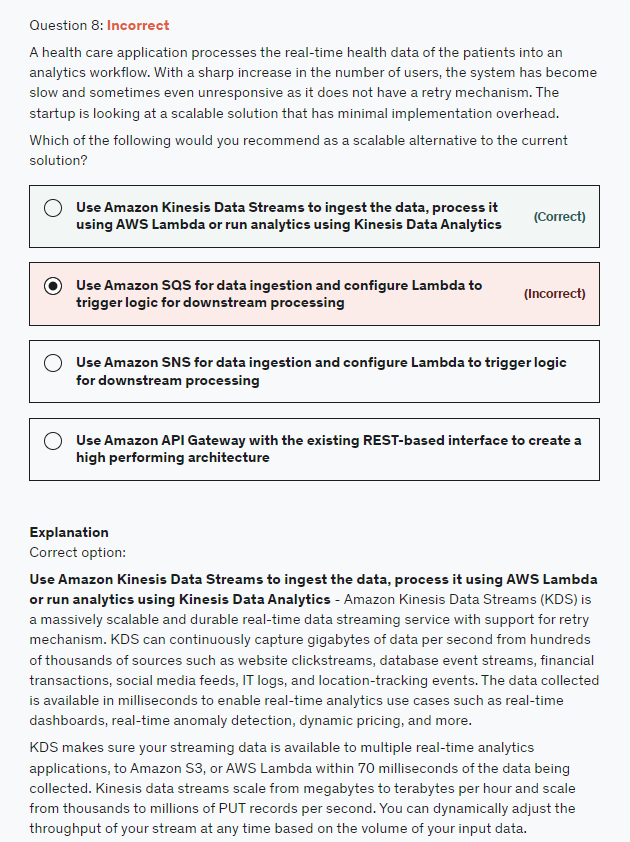 Question 8: Incorrect
A health care application processes the real-time health data of the patients into an
analytics workflow. With a sharp increase in the number of users, the system has become
slow and sometimes even unresponsive as it does not have a retry mechanism. The
startup is looking at a scalable solution that has minimal implementation overhead.
Which of the following would you recommend as a scalable alternative to the current
solution?
Use Amazon Kinesis Data Streams to ingest the data, process it
using AWS Lambda or run analytics using Kinesis Data Analytics
(Correct)
Use Amazon SQS for data ingestion and configure Lambda to
trigger logic for downstream processing
(Incorrect)
Use Amazon SNS for data ingestion and configure Lambda to trigger logic
for downstream processing
Use Amazon API Gateway with the existing REST-based interface to create a
high performing architecture
Explanation
Correct option:
Use Amazon Kinesis Data Streams to ingest the data, process it using AWS Lambda
or run analytics using Kinesis Data Analytics - Amazon Kinesis Data Streams (KDS) is
a massively scalable and durable real-time data streaming service with support for retry
mechanism. KDS can continuously capture gigabytes of data per second from hundreds
of thousands of sources such as website clickstreams, database event streams, financial
transactions, social media feeds, IT logs, and location-tracking events. The data collected
is available in milliseconds to enable real-time analytics use cases such as real-time
dashboards, real-time anomaly detection, dynamic pricing, and more.
KDS makes sure your streaming data is available to multiple real-time analytics
applications, to Amazon S3, or AWS Lambda within 70 milliseconds of the data being
collected. Kinesis data streams scale from megabytes to terabytes per hour and scale
from thousands to millions of PUT records per second. You can dynamically adjust the
throughput of your stream at any time based on the volume of your input data.